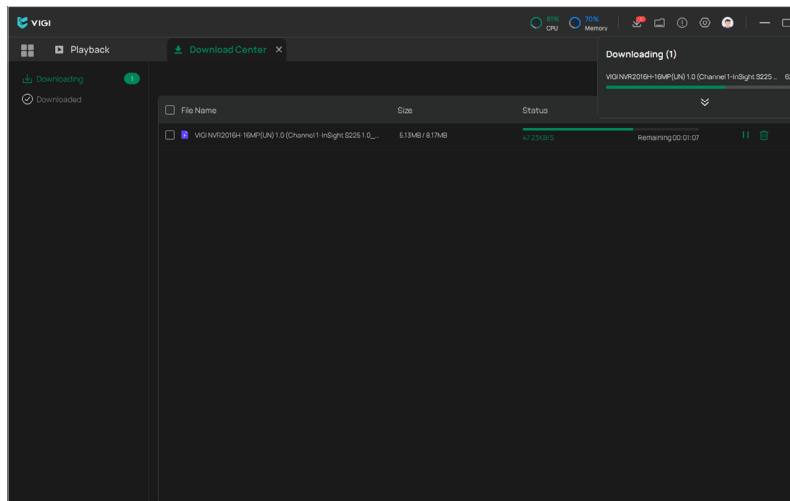 VIGI
81%
CPU
70%
Memory
Playback
Download Center
Downloading (1)
VIGI NVR2016H-16MP(UN) 1.0 (Channel 1-InSight S225 ...
Downloading
1
Downloaded
File Name
Size
Status
VIGI NVR2016H-16MP(UN) 1.0 (Channel 1-InSight S225 1.0_...
5.13MB / 8.17MB
47.23KB/S
Remaining 00:01:07